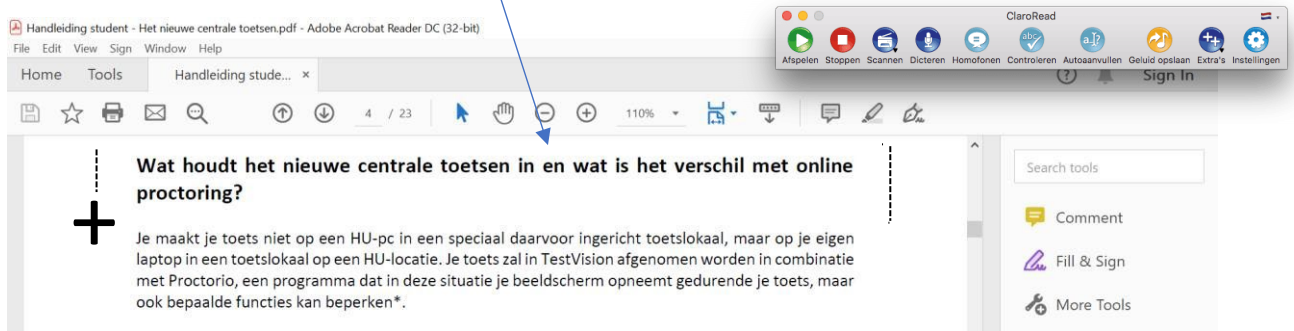 Handleiding student - Het nieuwe centrale toetsen.pdf - Adobe Acrobat Reader DC (32-bit)
File Edit View Sign Window Help
Home Tools Handleiding stude... × Sign In
ClaroRead
Afspelen Stoppen Scannen Dicteren Homofonen Controleren Autoaanvullen Geluid opslaan Extra's Instellingen
4 / 23 110%
Wat houdt het nieuwe centrale toetsen in en wat is het verschil met online
proctoring?
Je maakt je toets niet op een HU-pc in een speciaal daarvoor ingericht toetslokaal, maar op je eigen
laptop in een toetslokaal op een HU-locatie. Je toets zal in TestVision afgenomen worden in combinatie
met Proctorio, een programma dat in deze situatie je beeldscherm opneemt gedurende je toets, maar
ook bepaalde functies kan beperken*.
Search tools
Comment
Fill & Sign
More Tools